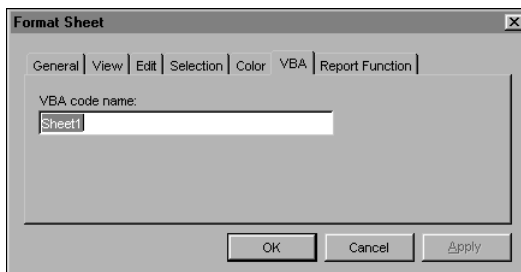 Format Sheet
General View Edit Selection Color VBA Report Function
VBA code name:
Sheet1
OK Cancel Apply